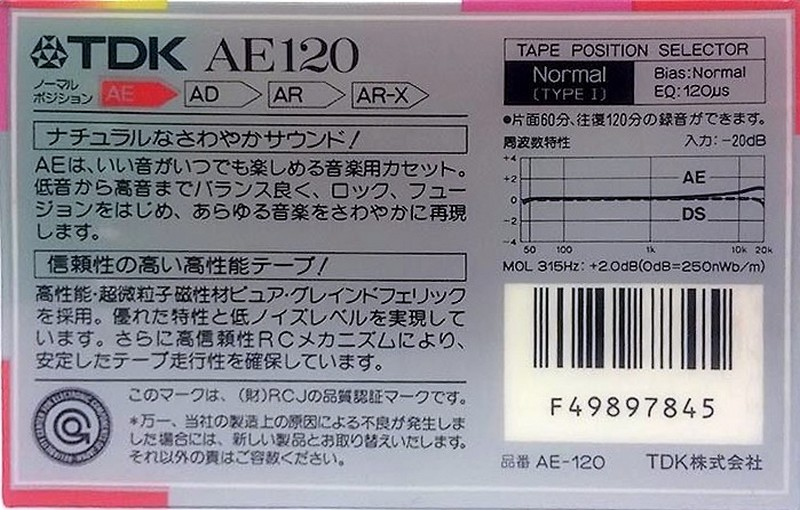 TDK AE120
ノーマル
ポジション AE AD AR AR-X
ナチュラルなさわやかサウンド!
AEは、いい音がいつでも楽しめる音楽用カセット。
低音から高音までバランス良く、ロック、フュー
ジョンをはじめ、あらゆる音楽をさわやかに再現
します。
信頼性の高い高性能テープ!
高性能・超微粒子磁性材ピュア・グレインドフェリック
を採用。優れた特性と低ノイズレベルを実現して
います。さらに高信頼性RCメカニズムにより、
安定したテープ走行性を確保しています。
このマークは、(財)RCJの品質認証マークです。
*万一、当社の製造上の原因による不良が発生しま
した場合には、新しい製品とお取り替えいたします。
それ以外の責はご容赦ください。
TAPE POSITION SELECTOR
Normal
(TYPE I)
Bias:Normal
EQ:120μs
●片面60分、往復120分の録音ができます。
周波数特性 入力:-20dB
+4
+2
0
-2
-4
AE
DS
50 100 1k 10k 20k
MOL 315Hz: +2.0dB(0dB=250nWb/m)
F49897845
品番 AE-120 TDK株式会社